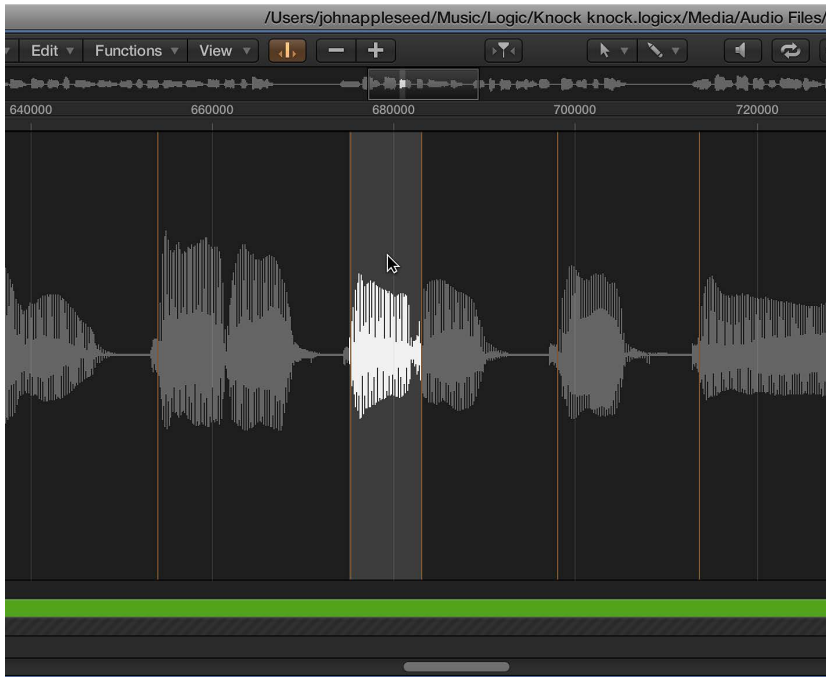 /Users/johnappleseed/Music/Logic/Knock knock.logicx/Media/Audio Files/
Edit Functions View
640000 660000 680000 700000 720000